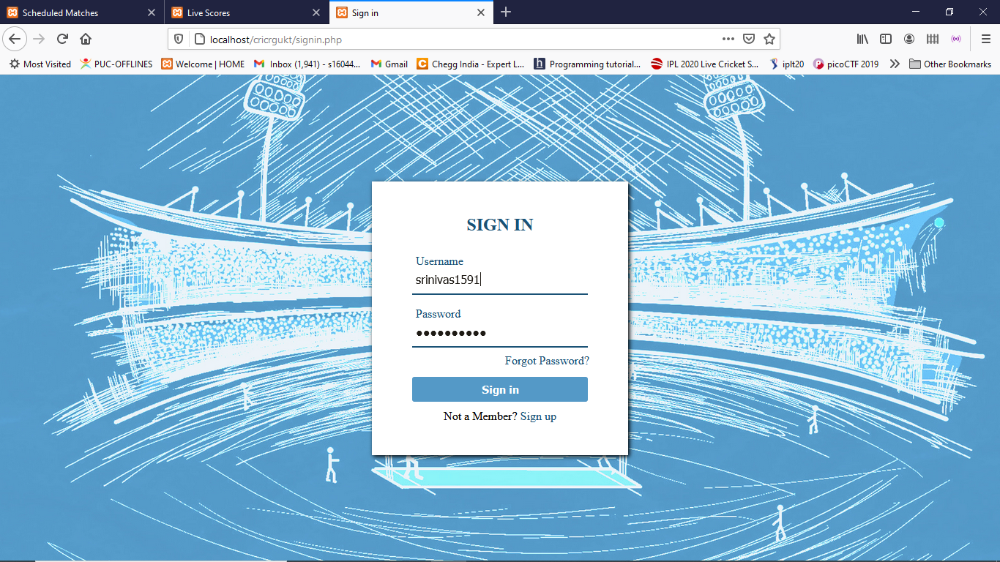 Scheduled Matches
Live Scores
Sign in
localhost/cricrgukt/signin.php
Most Visited
PUC-OFFLINES
Welcome | HOME
Inbox (1,941) - s16044...
Gmail
Chegg India - Expert L...
Programming tutorial...
IPL 2020 Live Cricket S...
iplt20
picoCTF 2019
Other Bookmarks
SIGN IN
Username
srinivas1591
Password
●●●●●●●●●●
Forgot Password?
Sign in
Not a Member? Sign up